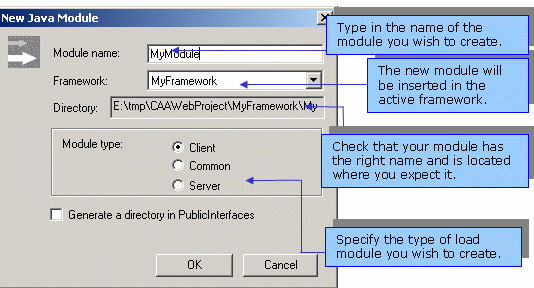 New Java Module
Module name:
MyModule
Framework:
MyFramework
Directory:
E:\tmp\CAAWebProject\MyFramework\My
Module type:
Client
Common
Server
Generate a directory in PublicInterfaces
OK
Cancel
Type in the name of the
module you wish to create.
The new module will
be inserted in the
active framework.
Check that your module has
the right name and is located
where you expect it.
Specify the type of load
module you wish to create.